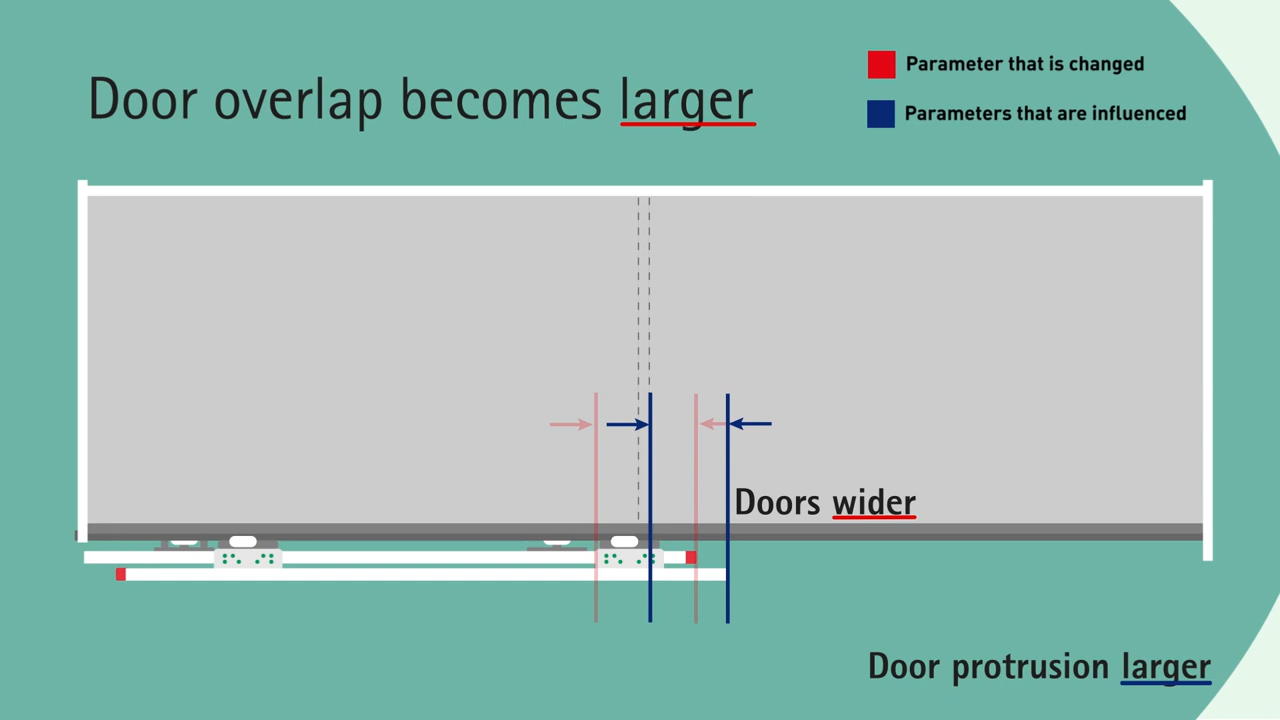 Door overlap becomes larger
Parameter that is changed
Parameters that are influenced
Doors wider
Door protrusion larger